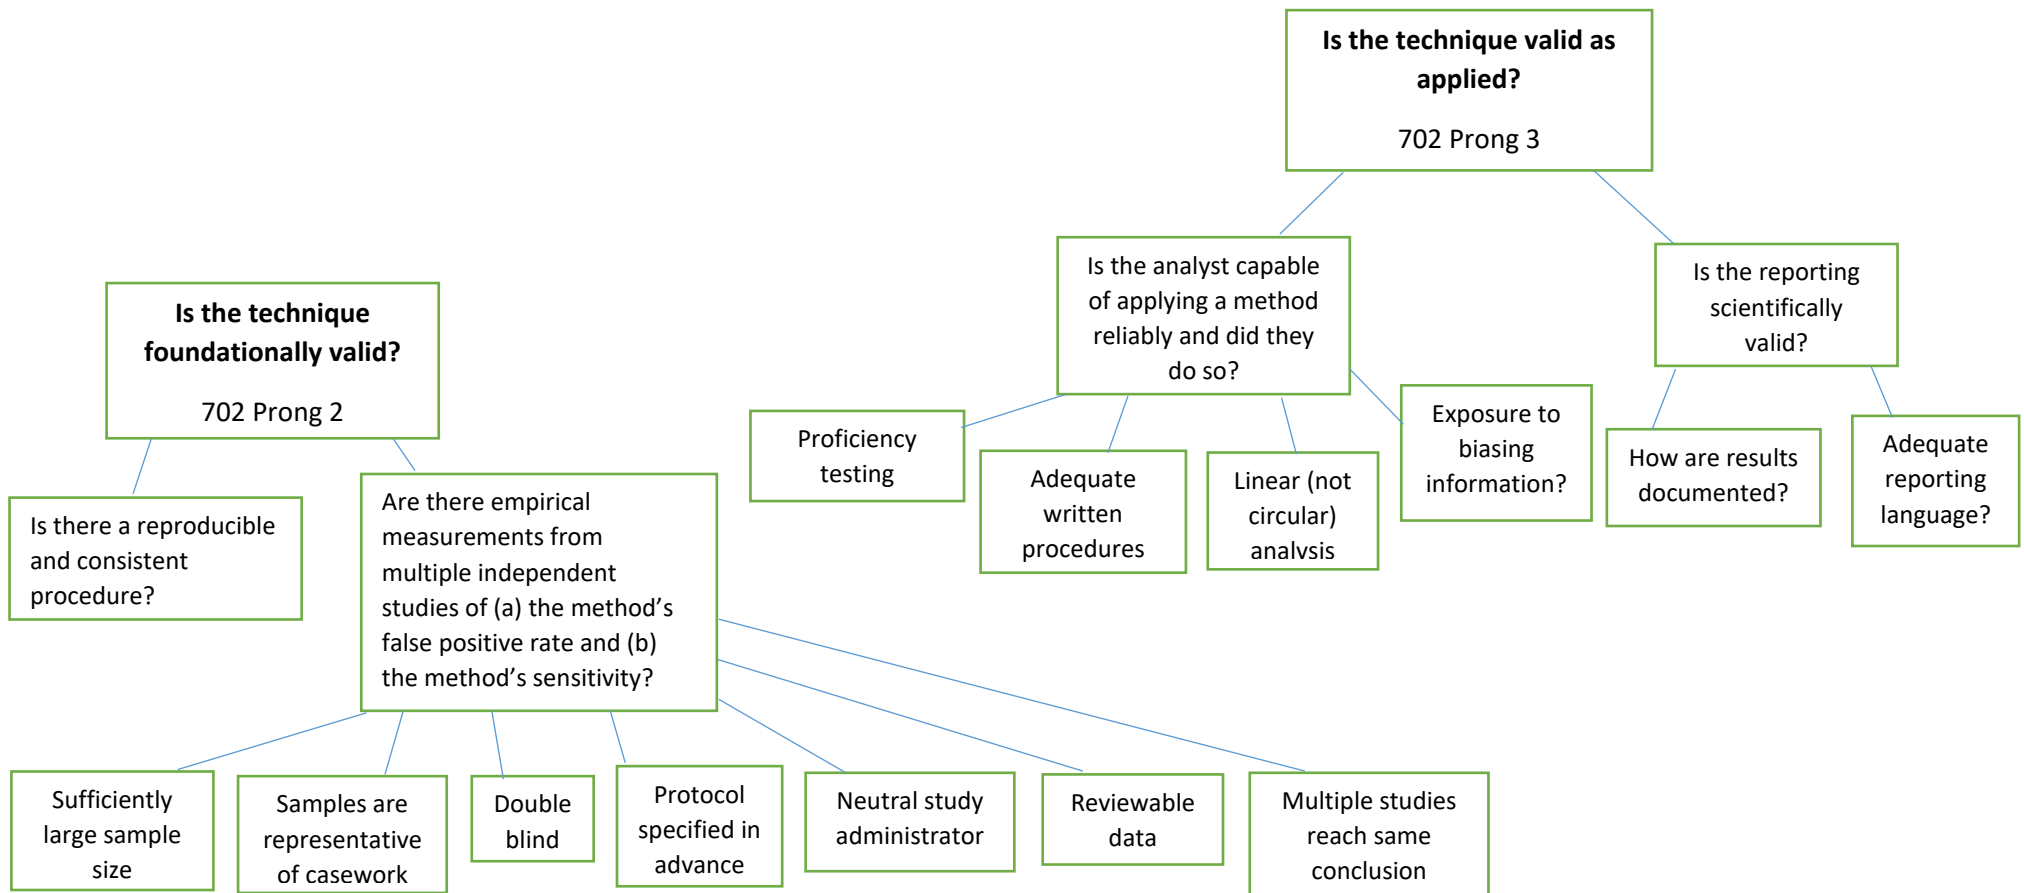 Is the technique valid as
applied?
702 Prong 3
Is the analyst capable
of applying a method
reliably and did they
do so?
Is the reporting
scientifically
valid?
Is the technique
foundationally valid?
702 Prong 2
Proficiency
testing
Adequate
written
procedures
Linear (not
circular)
analysis
Exposure to
biasing
information?
How are results
documented?
Adequate
reporting
language?
Is there a reproducible
and consistent
procedure?
Are there empirical
measurements from
multiple independent
studies of (a) the method’s
false positive rate and (b)
the method’s sensitivity?
Sufficiently
large sample
size
Samples are
representative
of casework
Double
blind
Protocol
specified in
advance
Neutral study
administrator
Reviewable
data
Multiple studies
reach same
conclusion